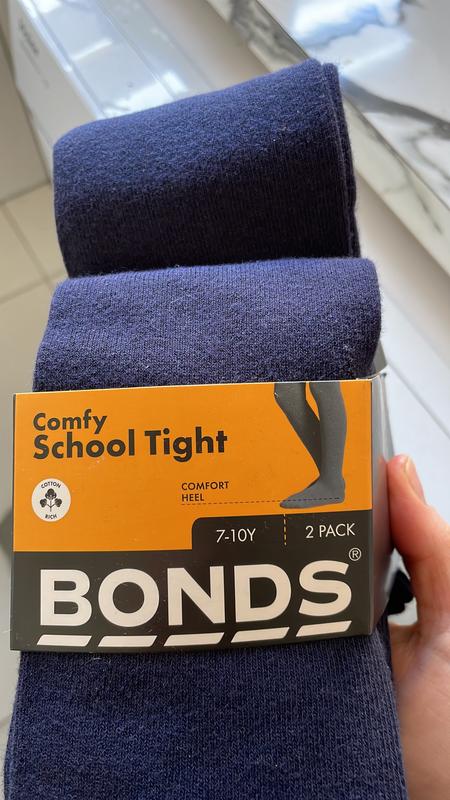 Comfy
School Tight
COTTON
RICH
COMFORT
HEEL
7-10Y
2 PACK
BONDS®